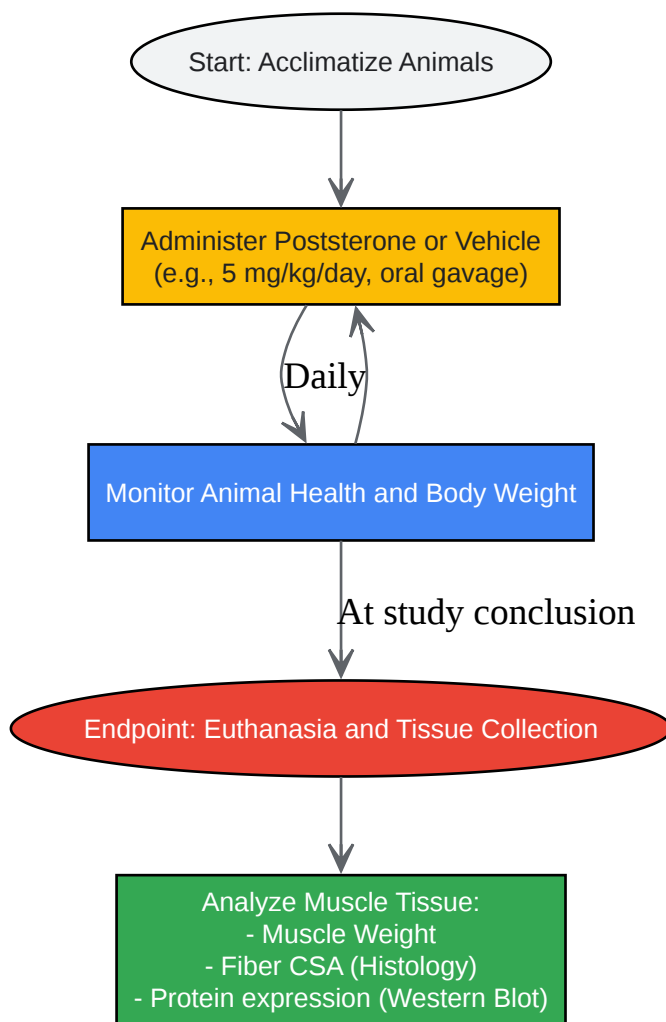 Start: Acclimatize Animals
Administer Poststerone or Vehicle
(e.g., 5 mg/kg/day, oral gavage)
Daily
Monitor Animal Health and Body Weight
At study conclusion
Endpoint: Euthanasia and Tissue Collection
Analyze Muscle Tissue:
- Muscle Weight
- Fiber CSA (Histology)
- Protein expression (Western Blot)